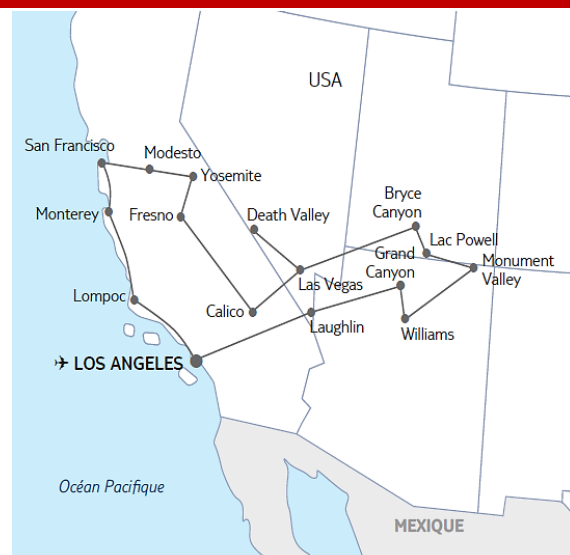 USA
San Francisco
Modesto
Yosemite
Bryce
Canyon
Monterey
Fresno
Death Valley
Lac Powell
Grand
Canyon
Monument
Valley
Las Vegas
Lompoc
Calico
Laughlin
Williams
✈ LOS ANGELES
Océan Pacifique
MEXIQUE